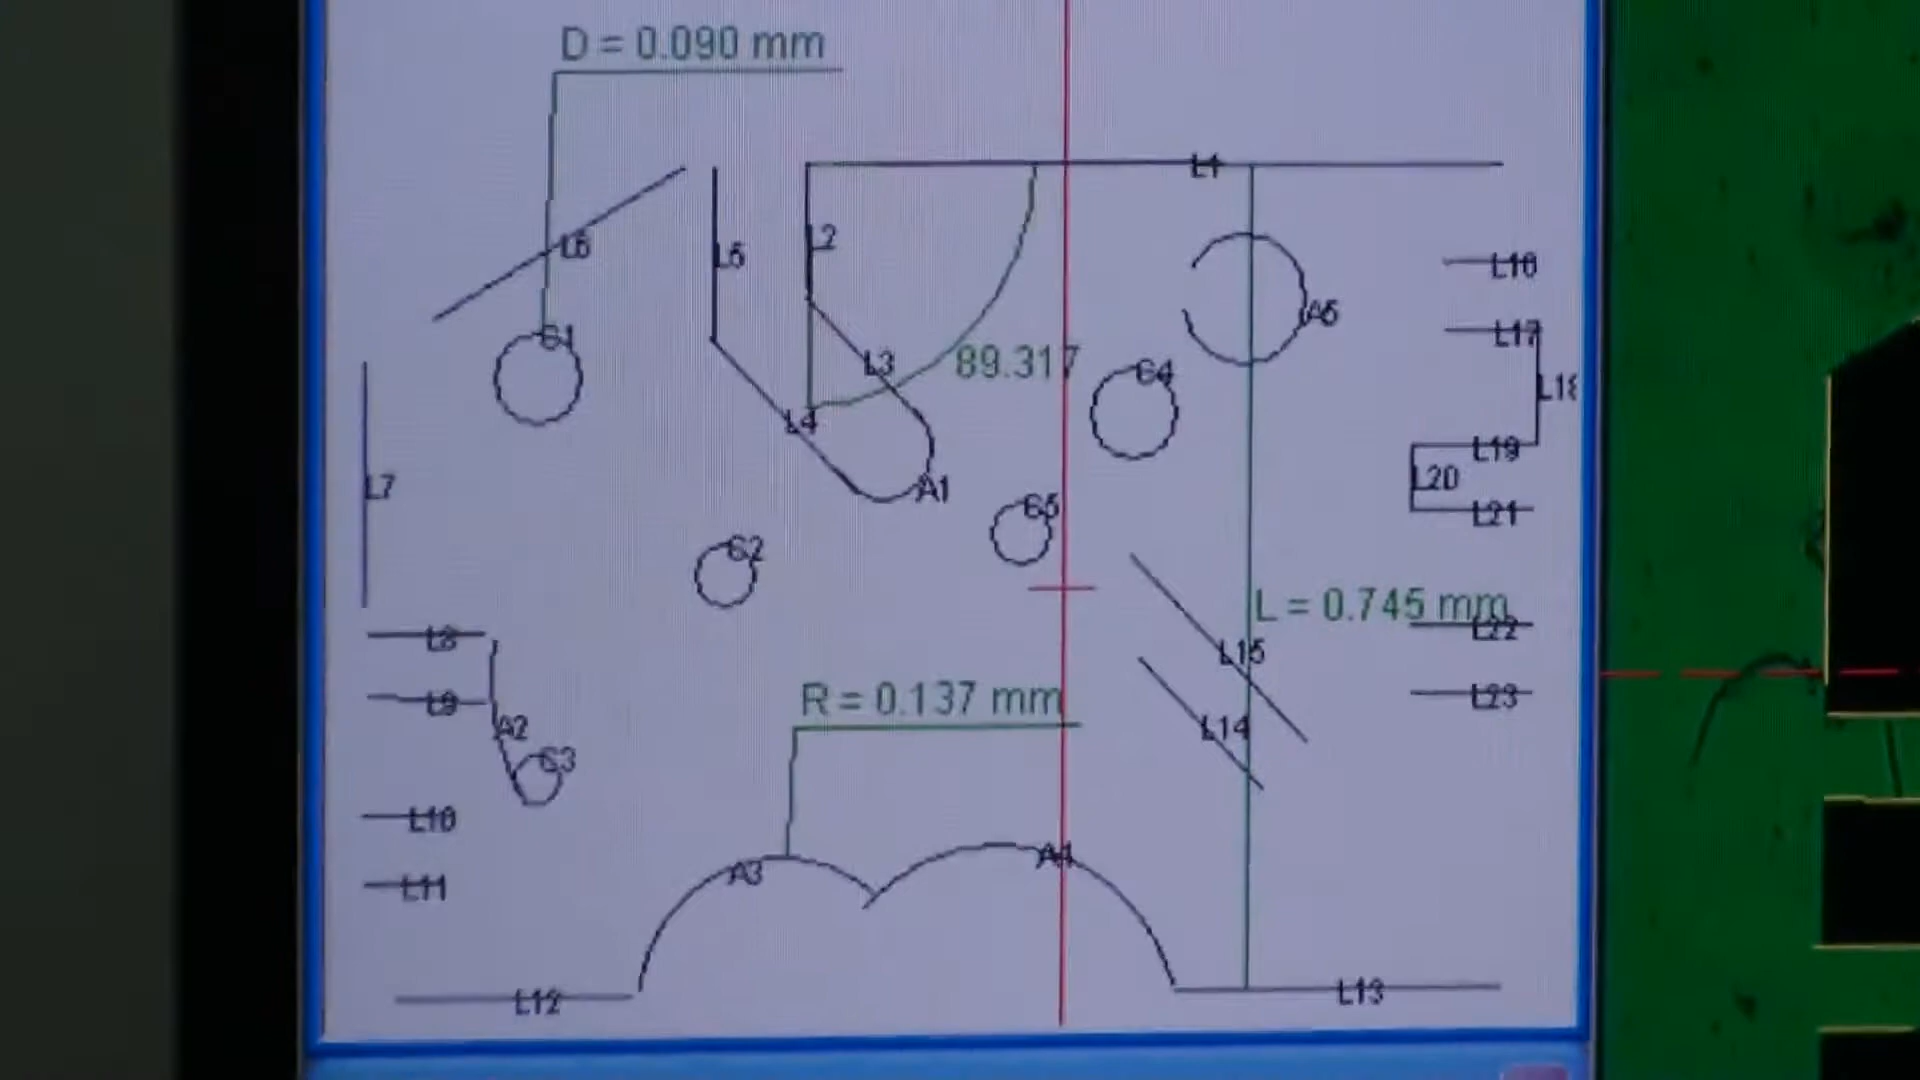 D = 0.090 mm
L1
L2
L6
L5
L16
A5
L17
C1
L3
89.317
C4
L18
L4
L19
L20
L7
A1
C5
L21
C2
L = 0.745 mm
L22
L8
L15
R = 0.137 mm
L23
L9
A2
L14
C3
L10
A4
A3
L11
L12
L13